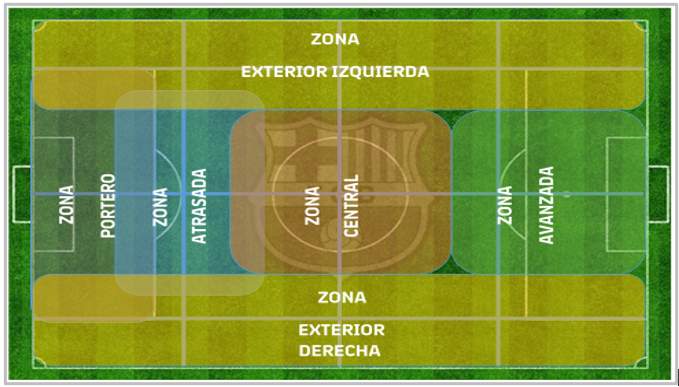 ZONA
EXTERIOR IZQUIERDA
ZONA
PORTERO
ZONA
ATRASADA
ZONA
CENTRAL
ZONA
AVANZADA
ZONA
EXTERIOR
DERECHA